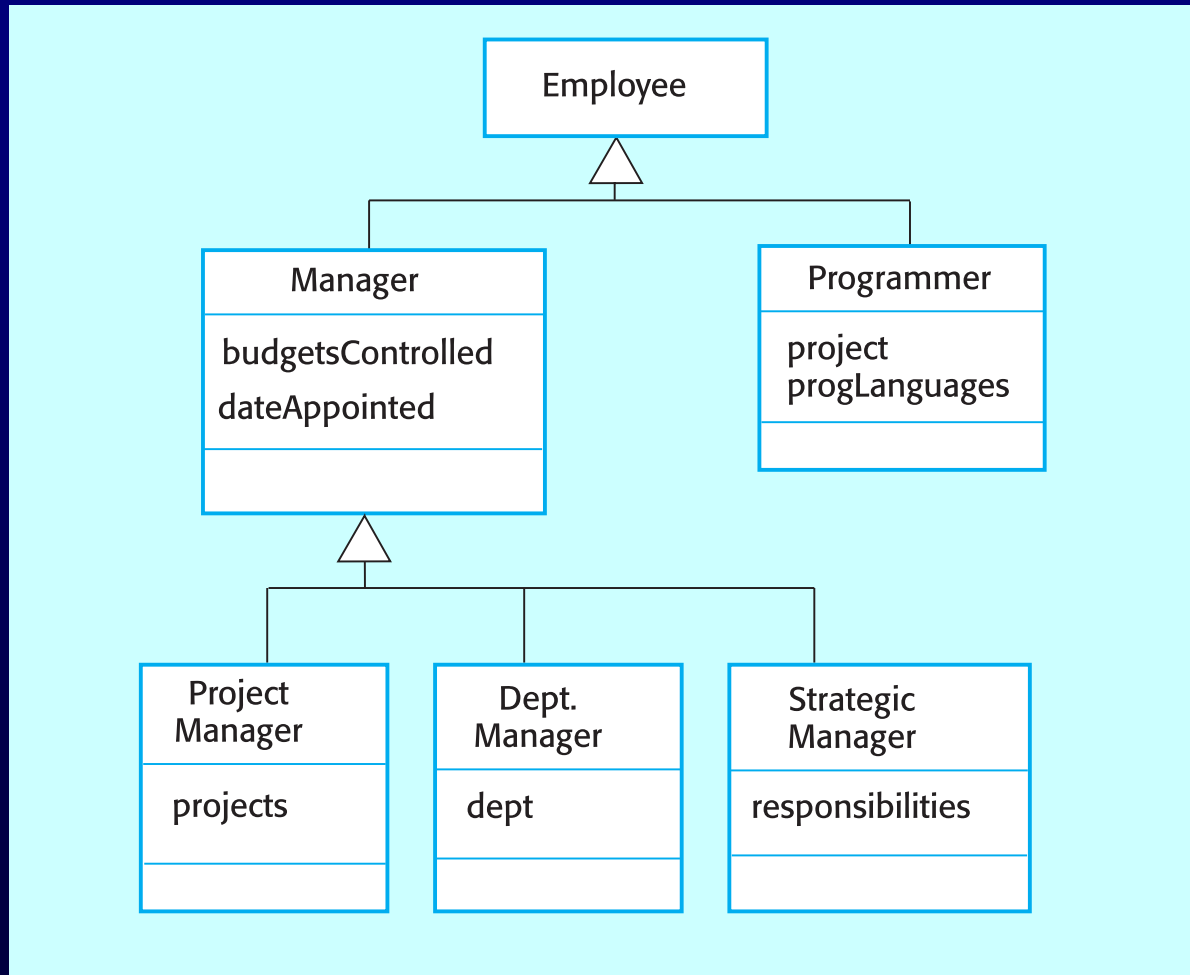 Employee
Manager
budgetsControlled
dateAppointed
Programmer
project
progLanguages
Project
Manager
projects
Dept.
Manager
dept
Strategic
Manager
responsibilities